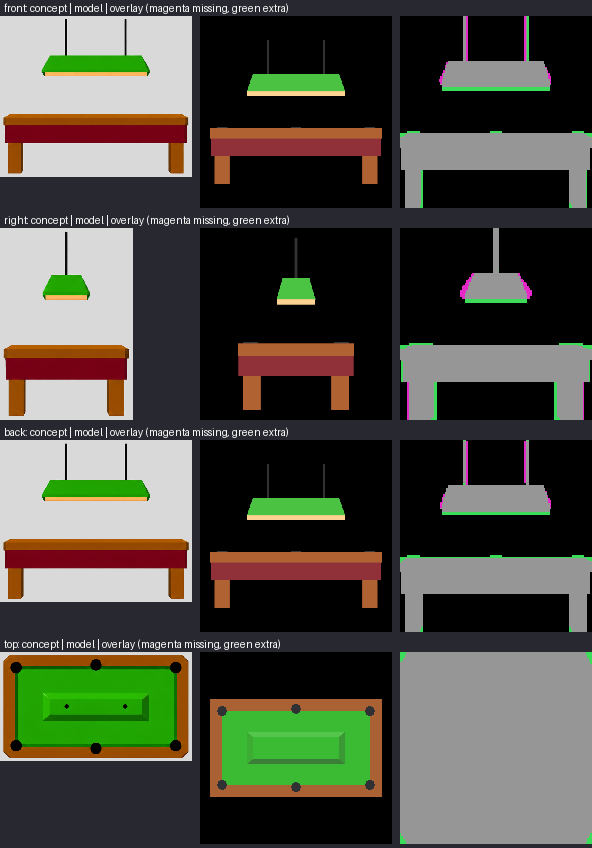 front: concept | model | overlay (magenta missing, green extra)
right: concept | model | overlay (magenta missing, green extra)
back: concept | model | overlay (magenta missing, green extra)
top: concept | model | overlay (magenta missing, green extra)